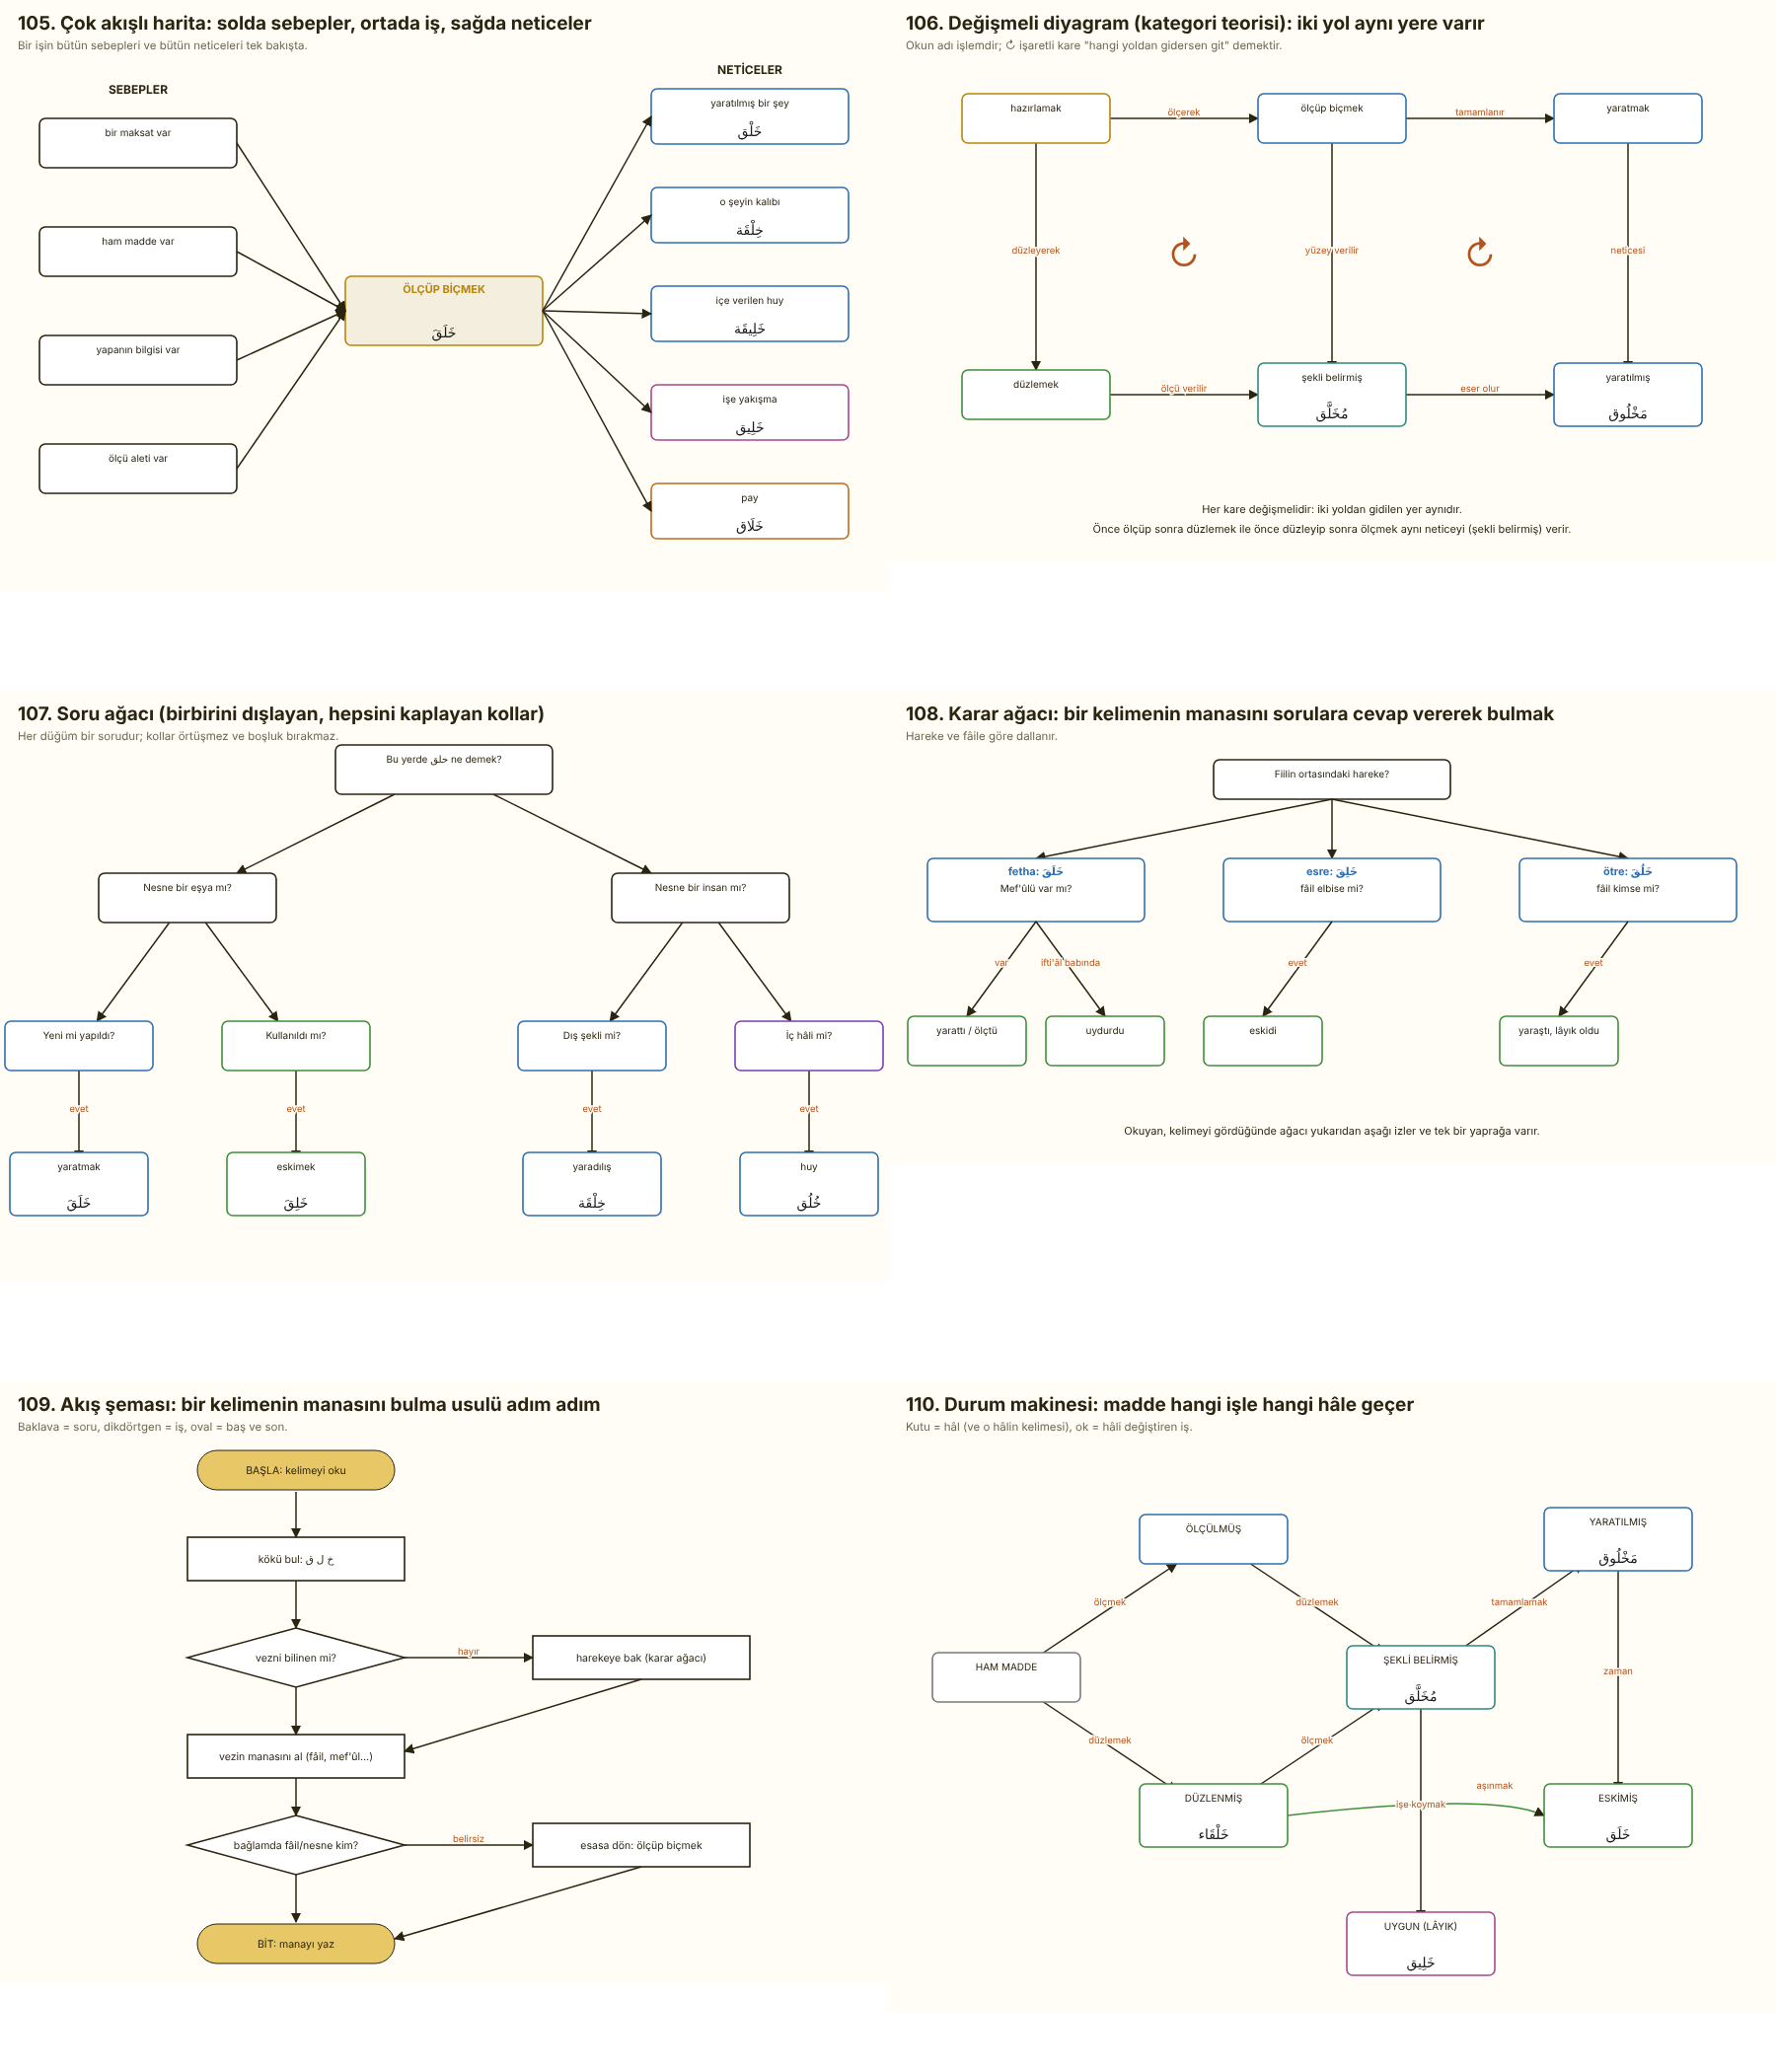 105. Çok akışlı harita: solda sebepler, ortada iş, sağda neticeler
Bir işin bütün sebepleri ve bütün neticeleri tek bakışta.
SEBEPLER
bir maksat var
ham madde var
yapanın bilgisi var
ölçü aleti var
ÖLÇÜP BİÇMEK
خَلَقَ
NETİCELER
yaratılmış bir şey
خَلْق
o şeyin kalıbı
خِلْقَة
içe verilen huy
خَلِيقَة
işe yakışma
خَلِيق
pay
خَلَاق
106. Değişmeli diyagram (kategori teorisi): iki yol aynı yere varır
Okun adı işlemdir; ↻ işaretli kare "hangi yoldan gidersen git" demektir.
hazırlamak
ölçerek
ölçüp biçmek
tamamlanır
yaratmak
düzleyerek
↻
yüzey verilir
↻
neticesi
düzlemek
ölçü verilir
şekli belirmiş
مُخَلَّق
eser olur
yaratılmış
مَخْلُوق
Her kare değişmelidir: iki yoldan gidilen yer aynıdır.
Önce ölçüp sonra düzlemek ile önce düzleyip sonra ölçmek aynı neticeyi (şekli belirmiş) verir.
107. Soru ağacı (birbirini dışlayan, hepsini kaplayan kollar)
Her düğüm bir sorudur; kollar örtüşmez ve boşluk bırakmaz.
Bu yerde خلق ne demek?
Nesne bir eşya mı?
Nesne bir insan mı?
Yeni mi yapıldı?
Kullanıldı mı?
Dış şekli mi?
İç hâli mi?
evet
evet
evet
evet
yaratmak
خَلَقَ
eskimek
خَلِقَ
yaradılış
خِلْقَة
huy
خُلُق
108. Karar ağacı: bir kelimenin manasını sorulara cevap vererek bulmak
Hareke ve fâile göre dallanır.
Fiilin ortasındaki hareke?
fetha: خَلَقَ
Mef'ûlü var mı?
esre: خَلِقَ
fâil elbise mi?
ötre: خَلُقَ
fâil kimse mi?
var
ifti'âl babında
evet
evet
yarattı / ölçtü
uydurdu
eskidi
yaraştı, lâyık oldu
Okuyan, kelimeyi gördüğünde ağacı yukarıdan aşağı izler ve tek bir yaprağa varır.
109. Akış şeması: bir kelimenin manasını bulma usulü adım adım
Baklava = soru, dikdörtgen = iş, oval = baş ve son.
BAŞLA: kelimeyi oku
kökü bul: خ ل ق
vezni bilinen mi?
hayır
harekeye bak (karar ağacı)
vezin manasını al (fâil, mef'ûl...)
bağlamda fâil/nesne kim?
belirsiz
esasa dön: ölçüp biçmek
BİT: manayı yaz
110. Durum makinesi: madde hangi işle hangi hâle geçer
Kutu = hâl (ve o hâlin kelimesi), ok = hâli değiştiren iş.
ÖLÇÜLMÜŞ
YARATILMIŞ
مَخْلُوق
ölçmek
düzlemek
tamamlamak
HAM MADDE
ŞEKLİ BELİRMİŞ
مُخَلَّق
zaman
düzlemek
ölçmek
aşınmak
DÜZLENMİŞ
خَلْقَاء
işe koymak
ESKİMİŞ
خَلَق
UYGUN (LÂYIK)
خَلِيق